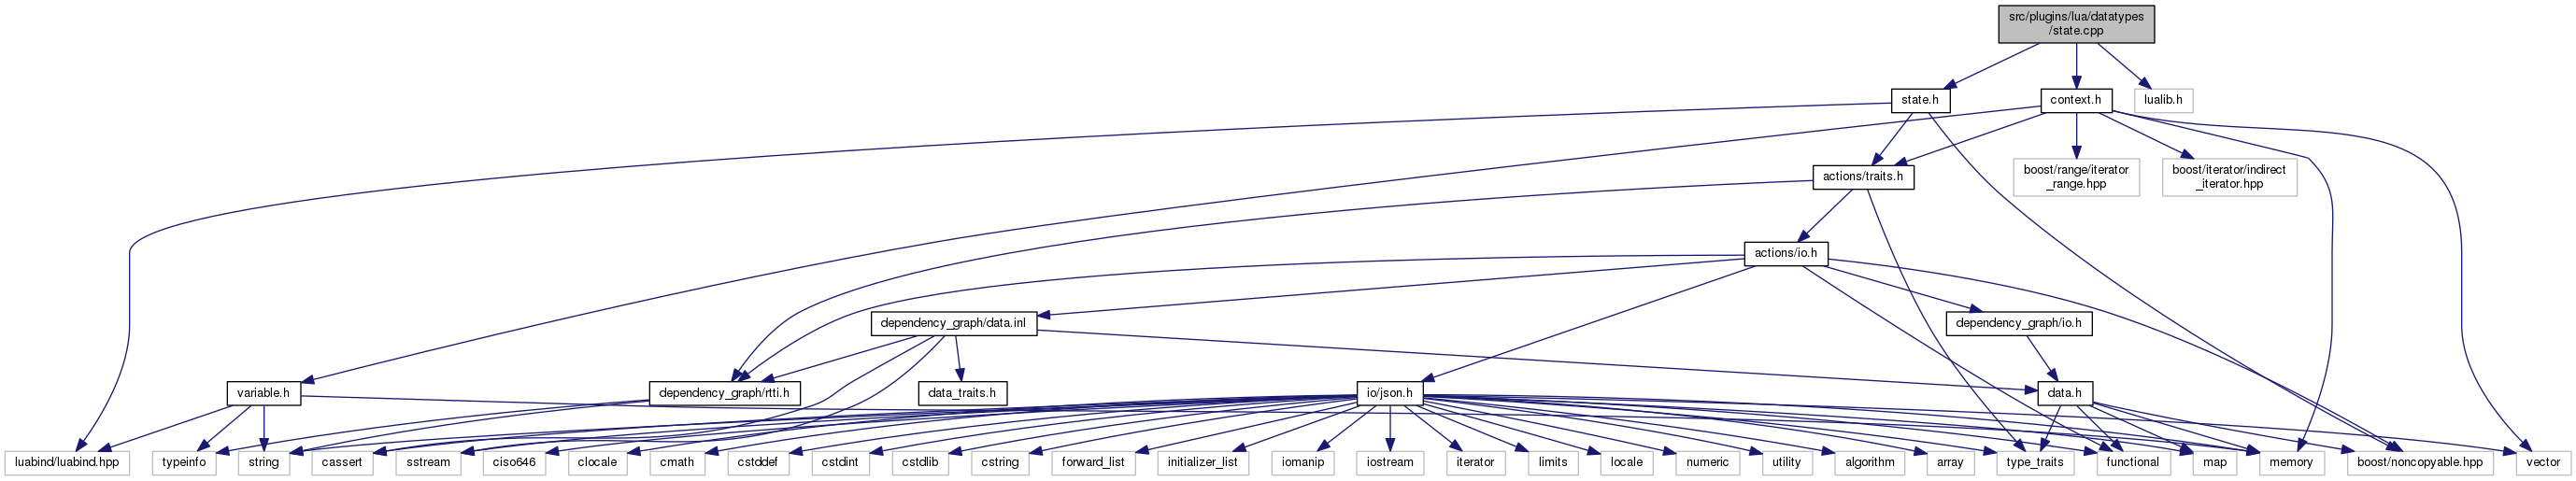 src/plugins/lua/datatypes
/state.cpp
state.h
context.h
lualib.h
actions/traits.h
boost/range/iterator
_range.hpp
boost/iterator/indirect
_iterator.hpp
actions/io.h
dependency_graph/data.inl
dependency_graph/io.h
variable.h
dependency_graph/rtti.h
data_traits.h
io/json.h
data.h
luabind/luabind.hpp
typeinfo
string
cassert
sstream
ciso646
clocale
cmath
cstddef
cstdint
cstdlib
cstring
forward_list
initializer_list
iomanip
iostream
iterator
limits
locale
numeric
utility
algorithm
array
type_traits
functional
map
memory
boost/noncopyable.hpp
vector